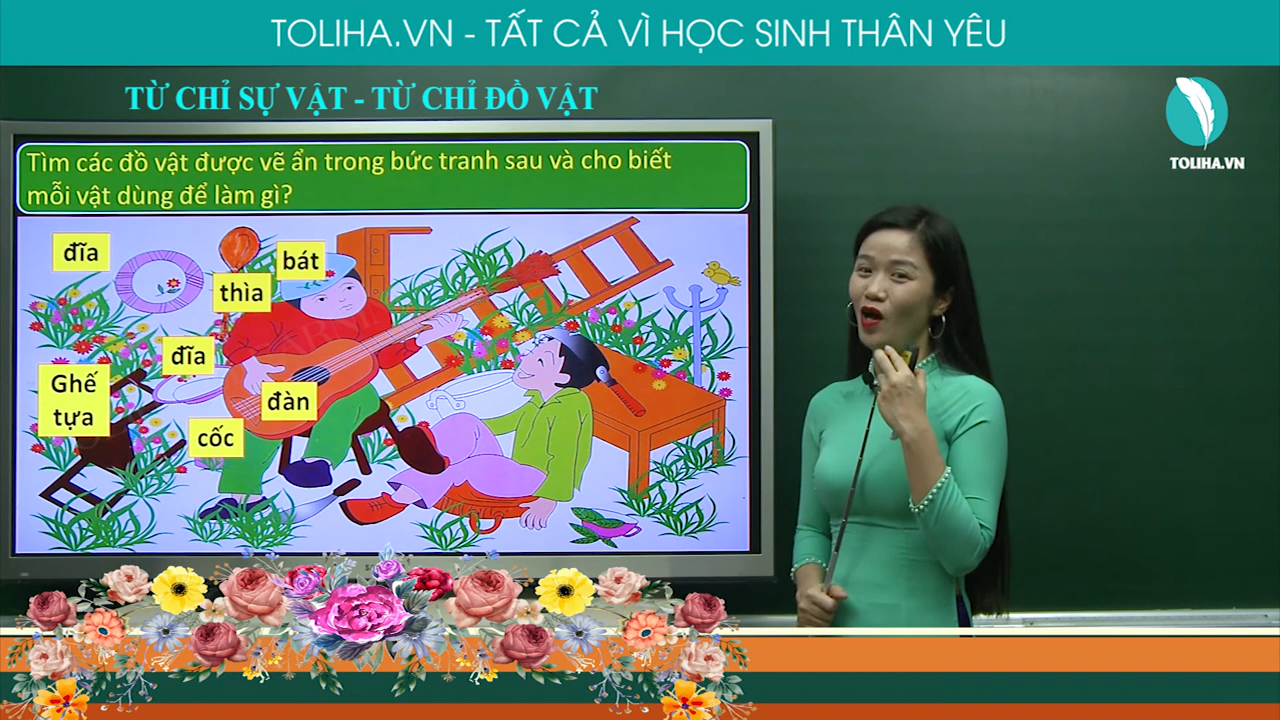 TOLIHA.VN - TẤT CẢ VÌ HỌC SINH THÂN YÊU
TỪ CHỈ SỰ VẬT - TỪ CHỈ ĐỒ VẬT
TOLIHA.VN
Tìm các đồ vật được vẽ ẩn trong bức tranh sau và cho biết
mỗi vật dùng để làm gì?
đĩa
bát
thìa
đĩa
Ghế
tựa
đàn
cốc